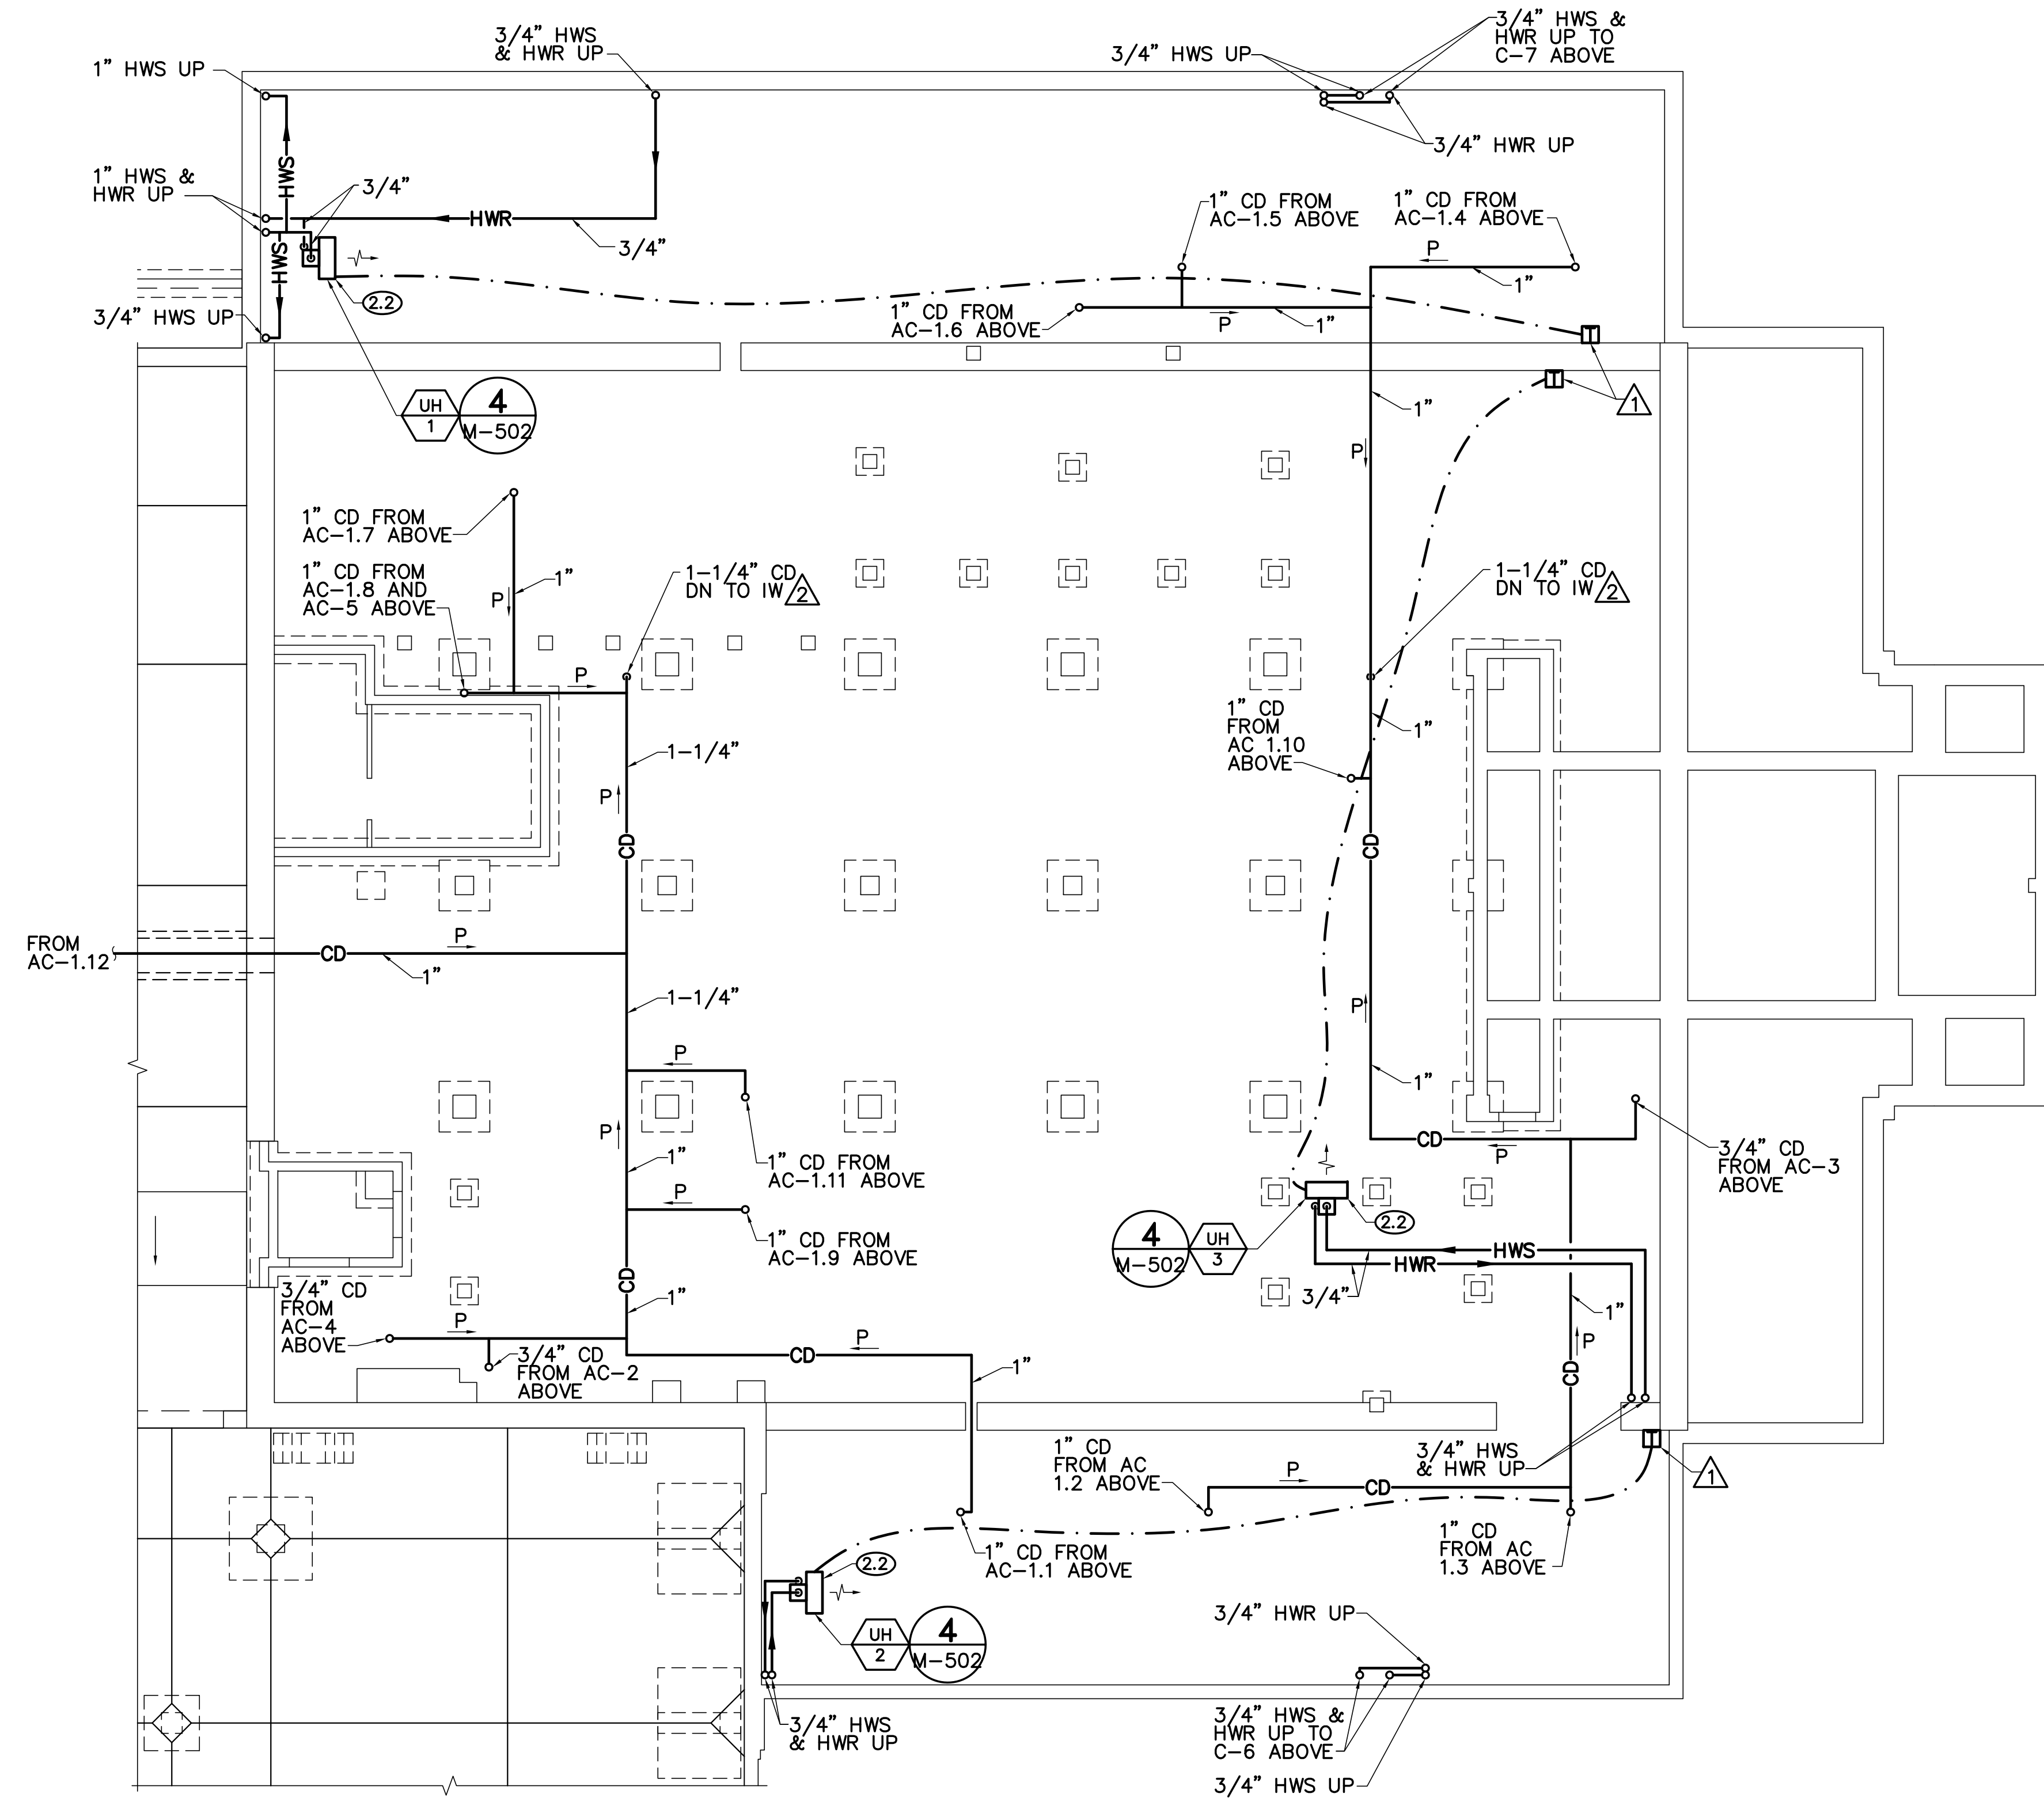 3/4" HWS
& HWR UP
3/4" HWS UP
3/4" HWS &
HWR UP TO
C-7 ABOVE
1" HWS UP
3/4" HWR UP
HWS
1" HWS &
HWR UP
3/4"
HWR
3/4"
1" CD FROM
AC-1.5 ABOVE
1" CD FROM
AC-1.4 ABOVE
P
1"
HWS
2.2
3/4" HWS UP
1" CD FROM
AC-1.6 ABOVE
P
1"
T
T
1
UH
1
4
M-502
1"
P
1" CD FROM
AC-1.7 ABOVE
1" CD FROM
AC-1.8 AND
AC-5 ABOVE
1"
P
1-1/4" CD
DN TO IW
2
1-1/4" CD
DN TO IW
2
P
1-1/4"
P
CD
1" CD
FROM
AC 1.10
ABOVE
1"
CD
FROM
AC-1.12
CD
P
1"
1-1/4"
P
P
1"
P
1"
1" CD FROM
AC-1.11 ABOVE
P
CD
P
3/4" CD
FROM AC-3
ABOVE
P
1" CD FROM
AC-1.9 ABOVE
2.2
4
M-502
UH
3
HWS
HWR
3/4"
CD
1"
3/4" CD
FROM
AC-4
ABOVE
P
3/4" CD
FROM AC-2
ABOVE
CD
P
1"
1"
P
CD
1" CD
FROM AC
1.2 ABOVE
P
CD
3/4" HWS
& HWR UP
T
1
1" CD FROM
AC-1.1 ABOVE
1" CD
FROM AC
1.3 ABOVE
2.2
UH
2
4
M-502
3/4" HWR UP
3/4" HWS
& HWR UP
3/4" HWS &
HWR UP TO
C-6 ABOVE
3/4" HWS UP